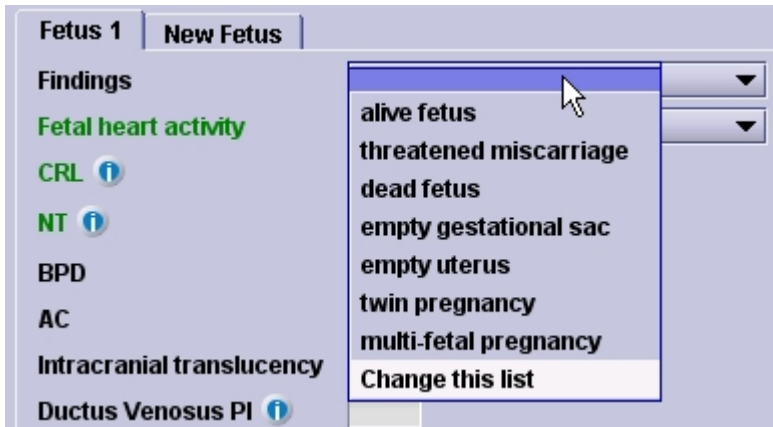 Fetus 1
New Fetus
Findings
Fetal heart activity
CRL
NT
BPD
AC
Intracranial translucency
Ductus Venosus PI
alive fetus
threatened miscarriage
dead fetus
empty gestational sac
empty uterus
twin pregnancy
multi-fetal pregnancy
Change this list